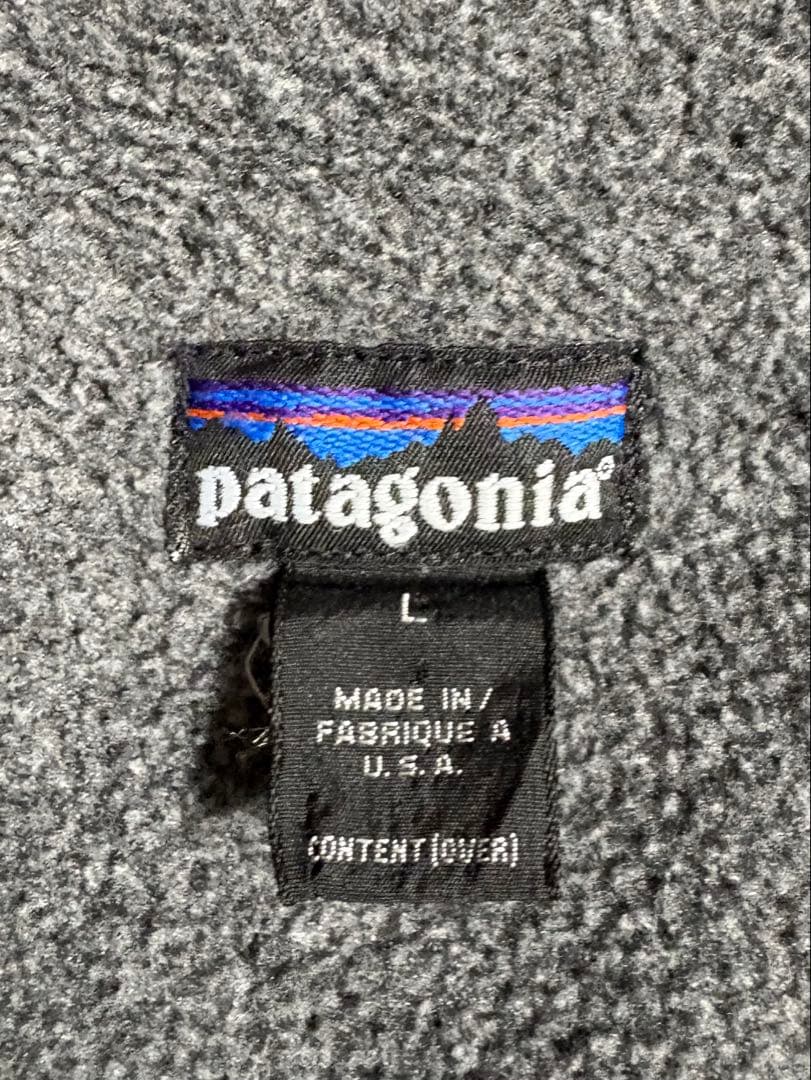 patagonia®
L
MADE IN/
FABRIQUE A
U.S.A.
CONTENT(OVER)